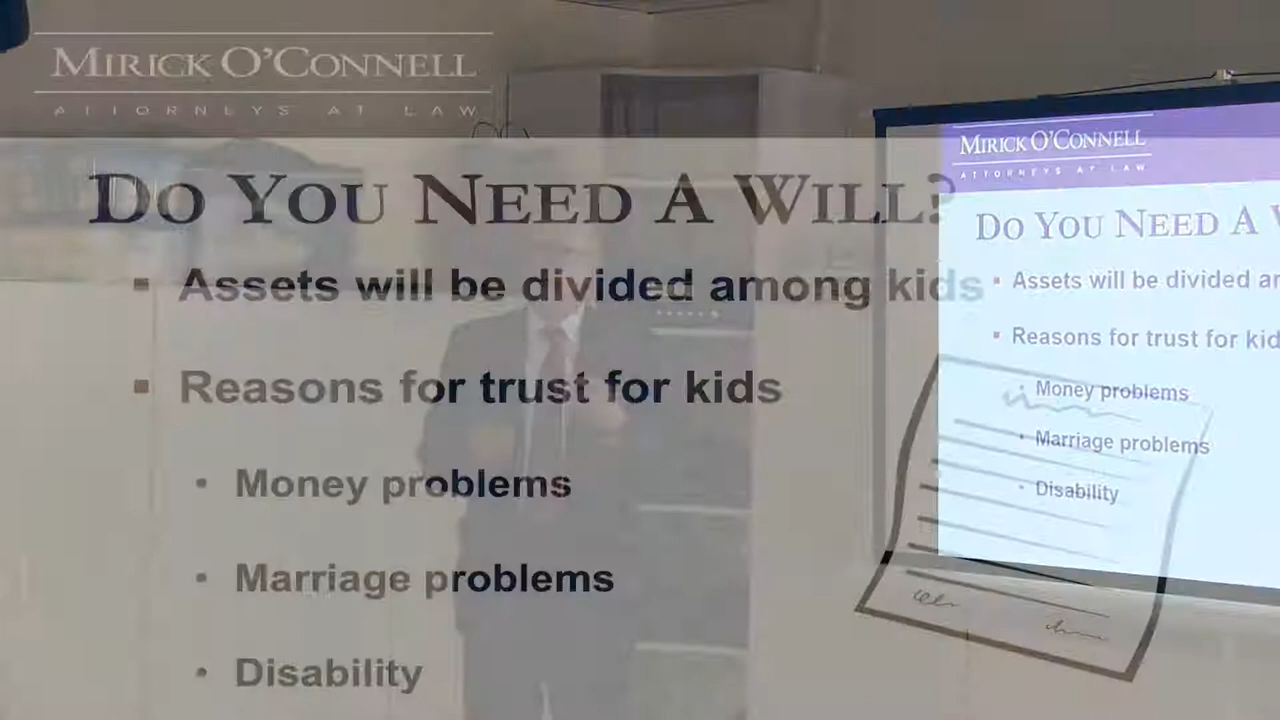 MIRICK O'CONNELL
ATTORNEYS AT LAW
DO YOU NEED A WILL?
Assets will be divided among kids
Reasons for trust for kids
Money problems
Marriage problems
Disability
MIRICK O'CONNELL
ATTORNEYS AT LAW
DO YOU NEED A
Assets will be divided
Reasons for trust for
Money problems
Marriage problems
Disability